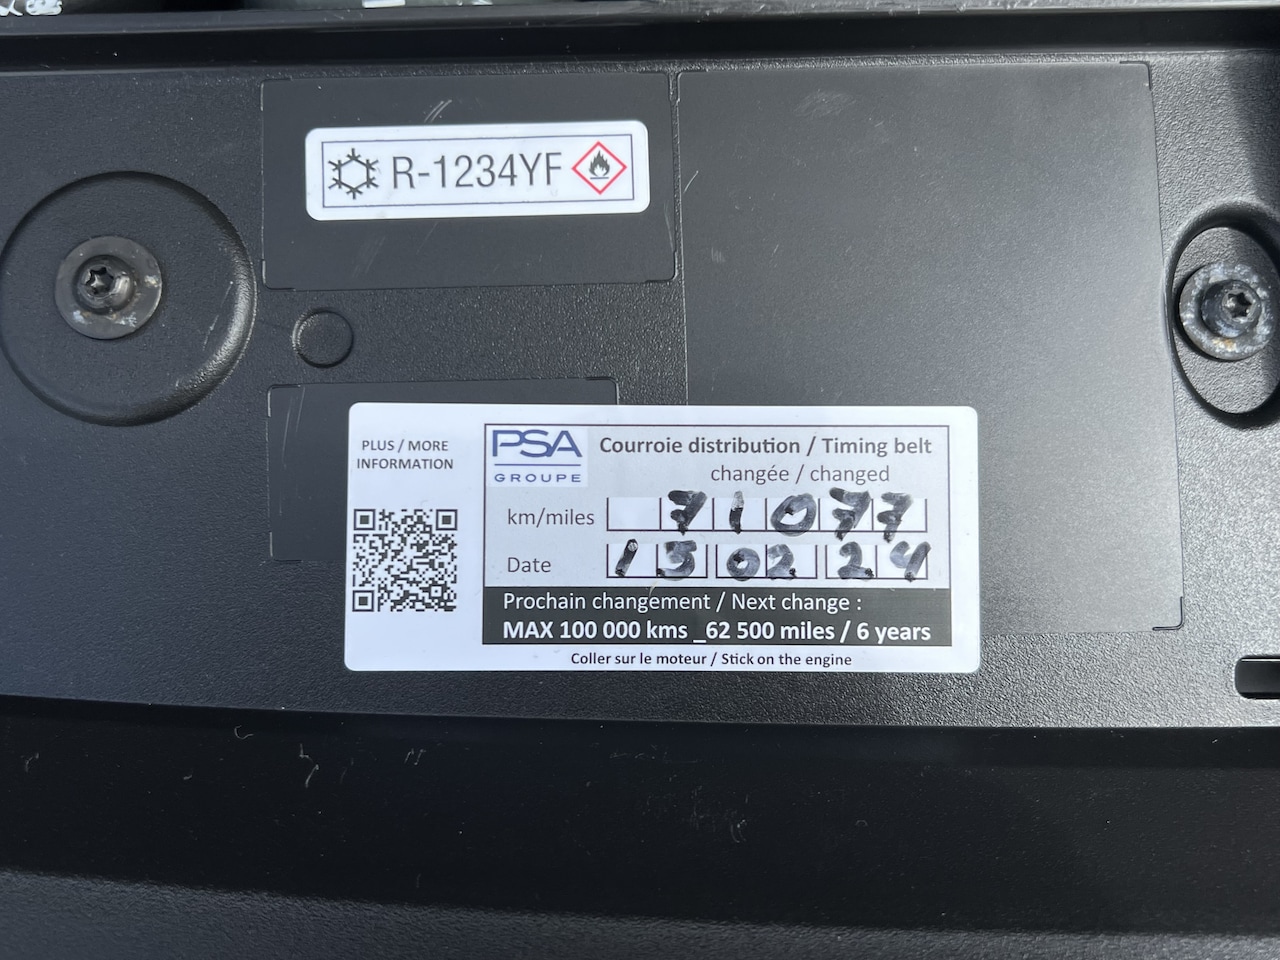 R-1234YF
PLUS / MORE
INFORMATION
PSA
GROUPE
Courroie distribution / Timing belt
changée / changed
km/miles 71077
Date 13 02 24
Prochain changement / Next change :
MAX 100 000 kms _62 500 miles / 6 years
Coller sur le moteur / Stick on the engine